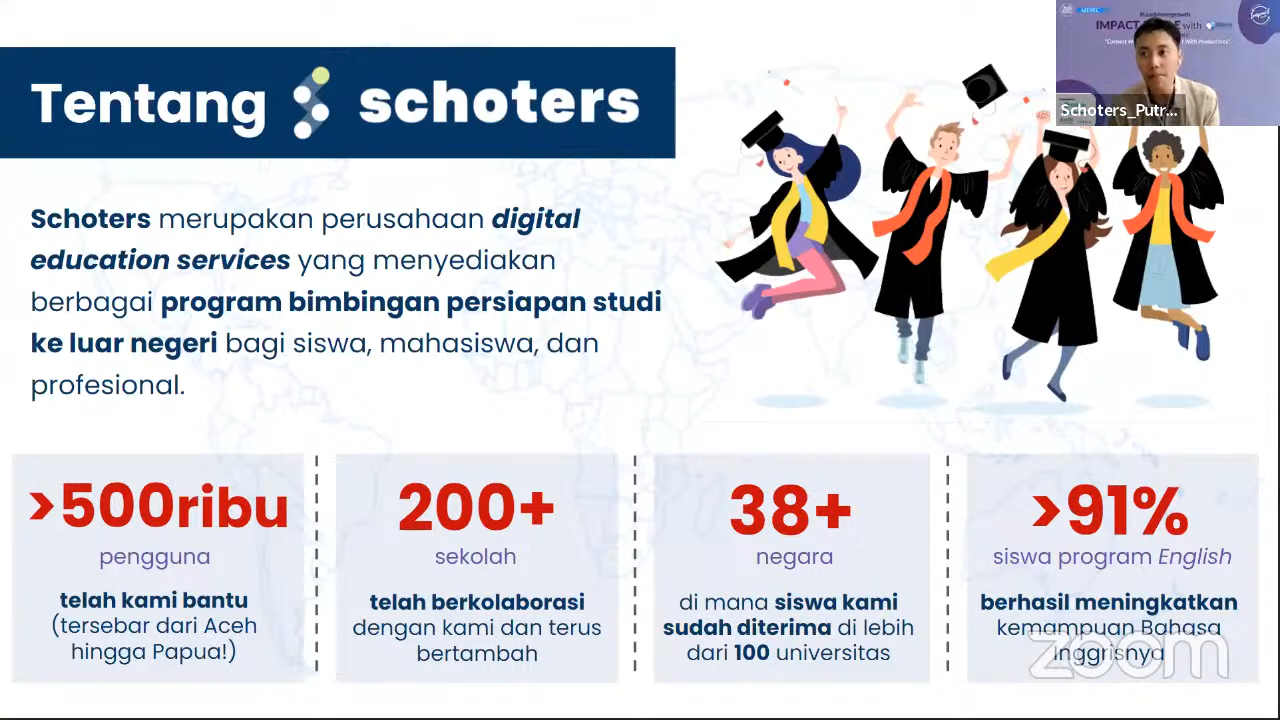 Tentang schoters
Schoters merupakan perusahaan digital
education services yang menyediakan
berbagai program bimbingan persiapan studi
ke luar negeri bagi siswa, mahasiswa, dan
profesional.
>500ribu
pengguna
telah kami bantu
(tersebar dari Aceh
hingga Papua!)
200+
sekolah
telah berkolaborasi
dengan kami dan terus
bertambah
38+
negara
di mana siswa kami
sudah diterima di lebih
dari 100 universitas
>91%
siswa program English
berhasil meningkatkan
kemampuan Bahasa
Inggrisnya
zoom
IMPACT
with
Schoters_Putr...